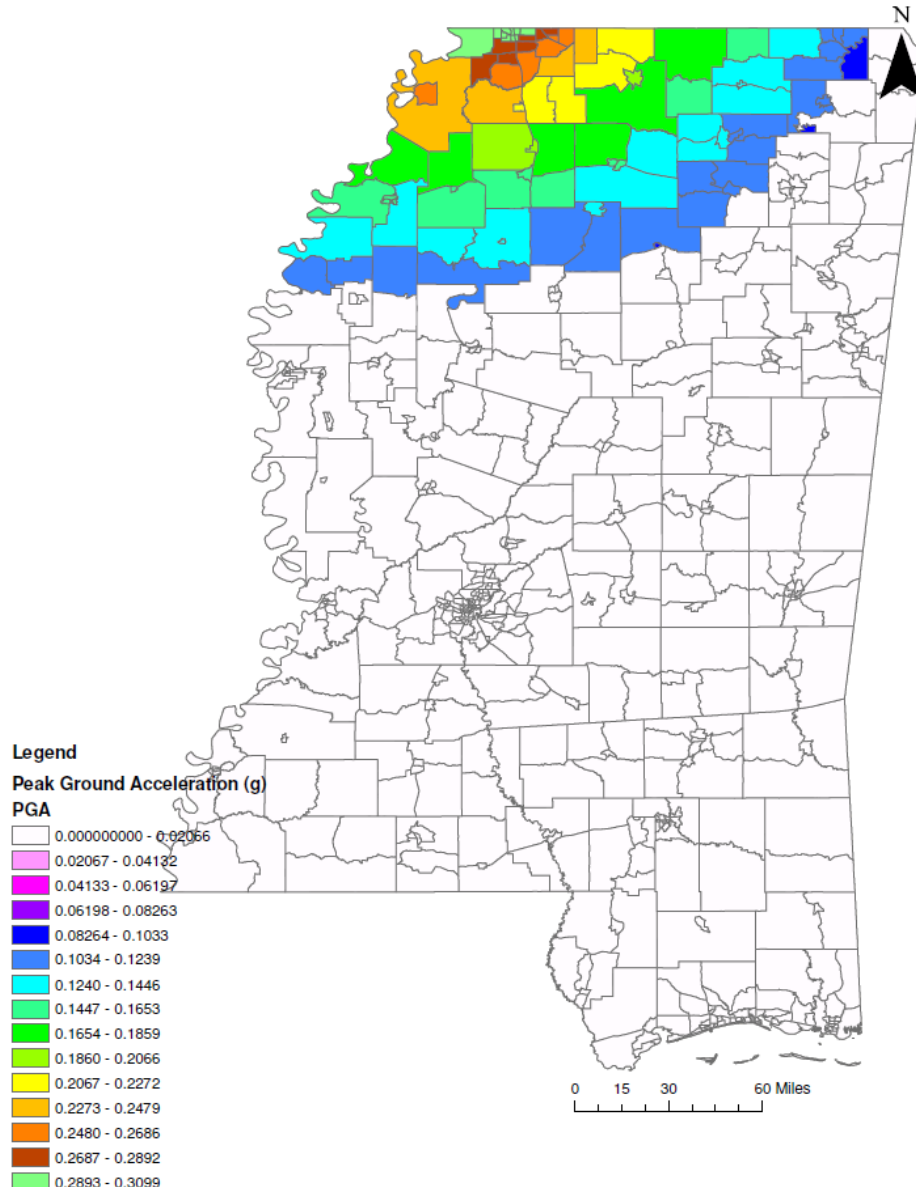 N
Legend
Peak Ground Acceleration (g)
PGA
0.000000000 - 0.02066
0.02067 - 0.04132
0.04133 - 0.06197
0.06198 - 0.08263
0.08264 - 0.1033
0.1034 - 0.1239
0.1240 - 0.1446
0.1447 - 0.1653
0.1654 - 0.1859
0.1860 - 0.2066
0.2067 - 0.2272
0.2273 - 0.2479
0.2480 - 0.2686
0.2687 - 0.2892
0.2893 - 0.3099
0 15 30 60 Miles